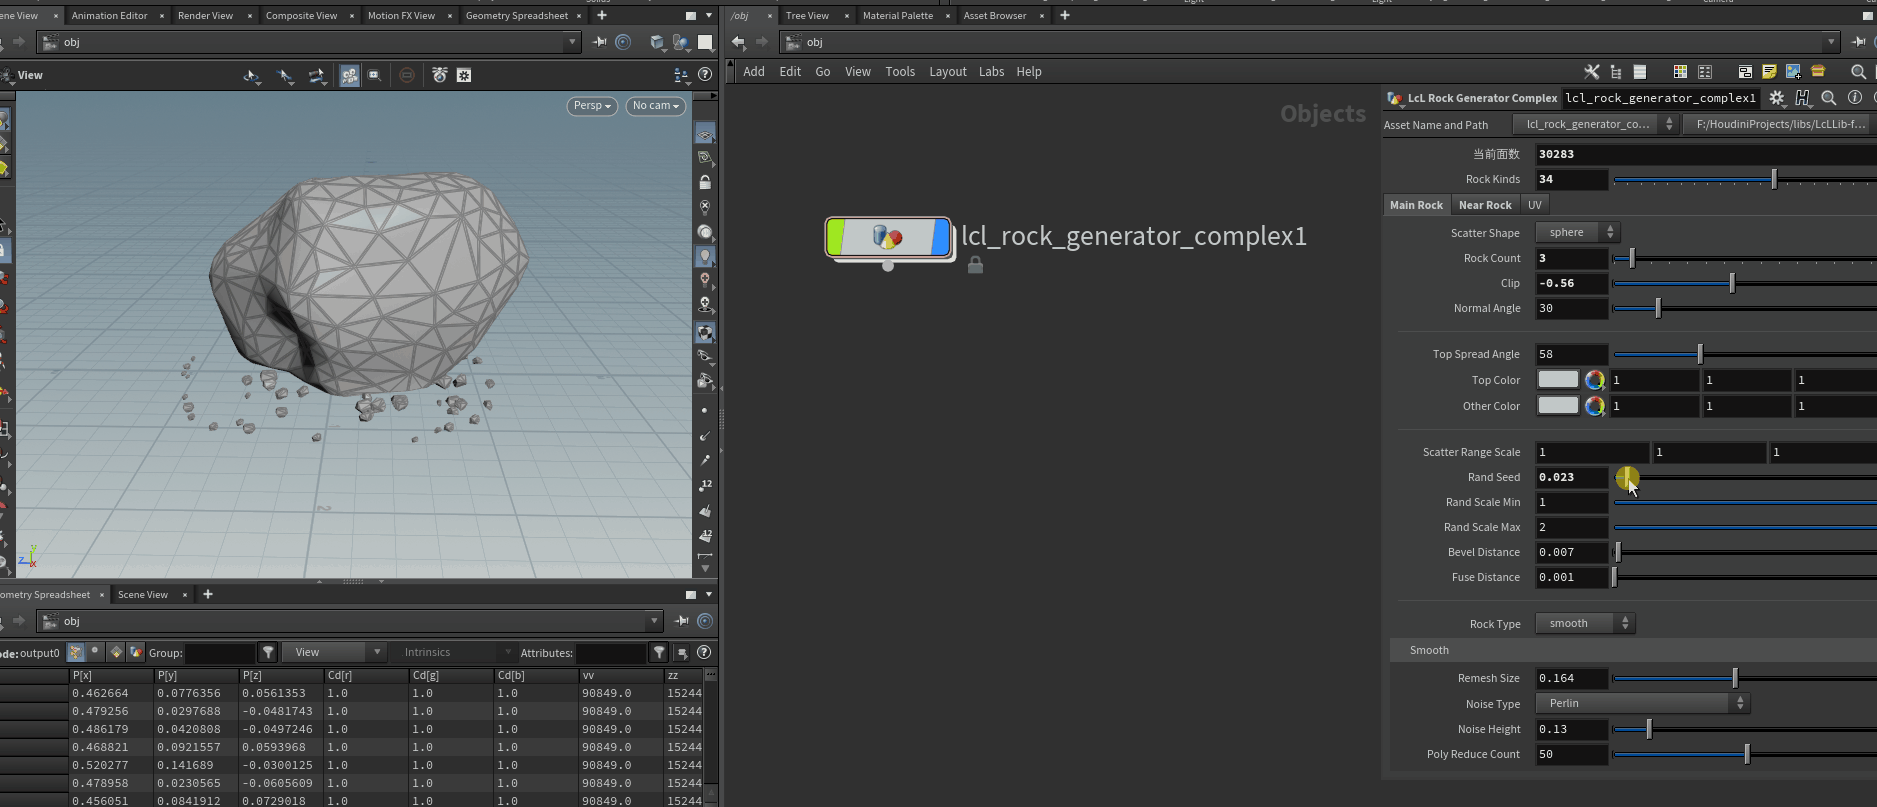 ene View Animation Editor Render View Composite View Motion FX View Geometry Spreadsheet
/obj Tree View Material Palette Asset Browser
obj
obj
View
Add Edit Go View Tools Layout Labs Help
Persp No cam
Objects
lcl_rock_generator_complex1
12
12
2
z
LcL Rock Generator Complex lcl_rock_generator_complex1
Asset Name and Path lcl_rock_generator_co... F:/HoudiniProjects/libs/LcLLib-f...
当前面数 30283
Rock Kinds 34
Main Rock Near Rock UV
Scatter Shape sphere
Rock Count 3
Clip -0.56
Normal Angle 30
Top Spread Angle 58
Top Color 1 1 1
Other Color 1 1 1
Scatter Range Scale 1 1 1
Rand Seed 0.023
Rand Scale Min 1
Rand Scale Max 2
Bevel Distance 0.007
Fuse Distance 0.001
Rock Type smooth
Smooth
Remesh Size 0.164
Noise Type Perlin
Noise Height 0.13
Poly Reduce Count 50
ometry Spreadsheet Scene View
obj
ode: output0 Group: View Intrinsics Attributes:
P[x] P[y] P[z] Cd[r] Cd[g] Cd[b] vv zz
0.462664 0.0776356 0.0561353 1.0 1.0 1.0 90849.0 15244
0.479256 0.0297688 -0.0481743 1.0 1.0 1.0 90849.0 15244
0.486179 0.0420808 -0.0497246 1.0 1.0 1.0 90849.0 15244
0.468821 0.0921557 0.0593968 1.0 1.0 1.0 90849.0 15244
0.520277 0.141689 -0.0300125 1.0 1.0 1.0 90849.0 15244
0.478958 0.0230565 -0.0605609 1.0 1.0 1.0 90849.0 15244
0.456051 0.0841912 0.0729018 1.0 1.0 1.0 90849.0 15244